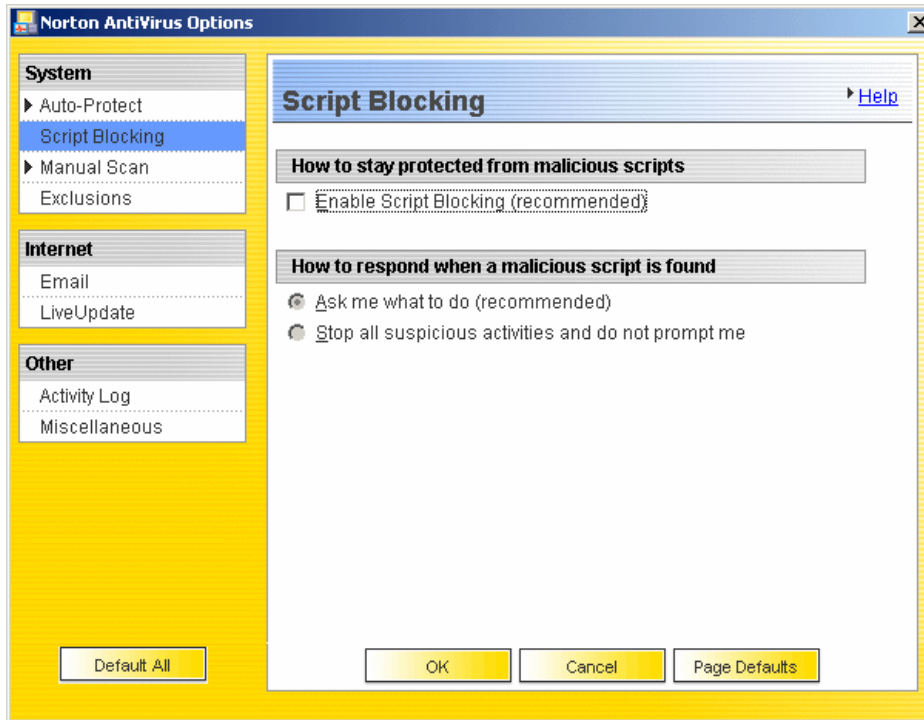 Norton AntiVirus Options
System
Auto-Protect
Script Blocking
Manual Scan
Exclusions
Internet
Email
LiveUpdate
Other
Activity Log
Miscellaneous
Default All
Script Blocking
Help
How to stay protected from malicious scripts
Enable Script Blocking (recommended)
How to respond when a malicious script is found
Ask me what to do (recommended)
Stop all suspicious activities and do not prompt me
OK
Cancel
Page Defaults